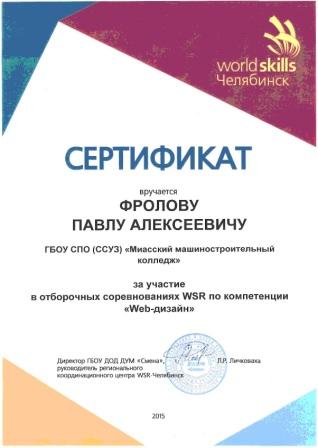 worldskills
Челябинск
СЕРТИФИКАТ
вручается
ФРОЛОВУ
ПАВЛУ АЛЕКСЕЕВИЧУ
ГБОУ СПО (ССУЗ) «Миасский машиностроительный
колледж»
за участие
в отборочных соревнованиях WSR по компетенции
«Web-дизайн»
Директор ГБОУ ДОД ДУМ «Смена», Л.Р. Личковаха
руководитель регионального
координационного центра WSR-Челябинск
2015